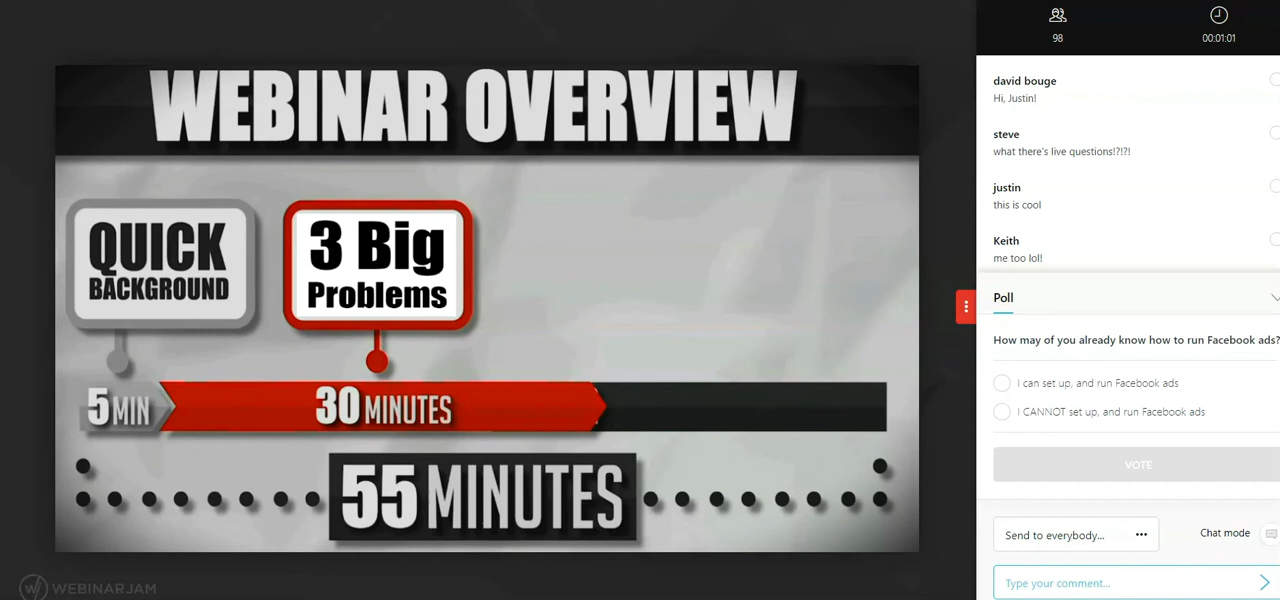 WEBINAR OVERVIEW
QUICK
BACKGROUND
3 Big
Problems
5 MIN
30 MINUTES
55 MINUTES
WEBINARJAM
98
00:01:01
david bouge
Hi, Justin!
steve
what there's live questions!?!?!
justin
this is cool
Keith
me too lol!
Poll
How may of you already know how to run Facebook ads?
I can set up, and run Facebook ads
I CANNOT set up, and run Facebook ads
VOTE
Send to everybody...
Chat mode
Type your comment...